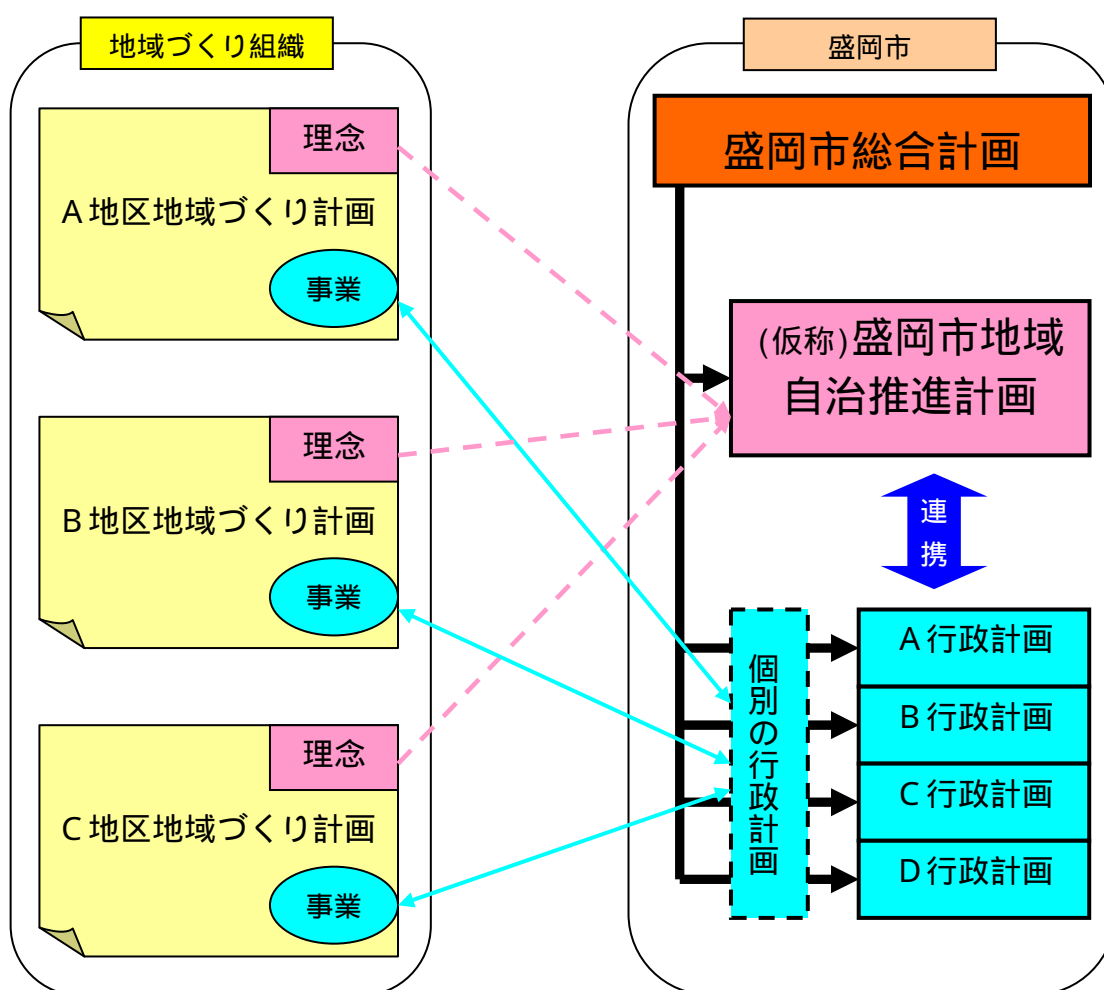 地域づくり組織
理念
A地区地域づくり計画
事業
理念
B地区地域づくり計画
事業
理念
C地区地域づくり計画
事業
盛岡市
盛岡市総合計画
(仮称)盛岡市地域
自治推進計画
連
携
個別の行政計画
A行政計画
B行政計画
C行政計画
D行政計画